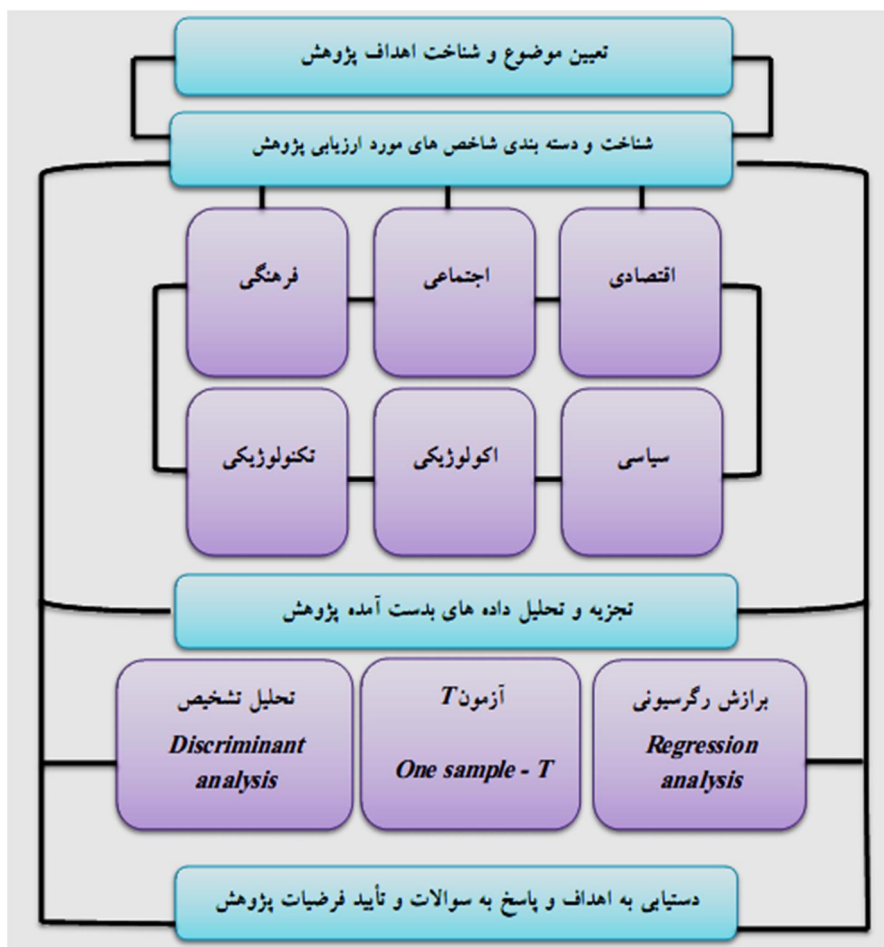 تعیین موضوع و شناخت اهداف پژوهش
شناخت و دسته بندی شاخص های مورد ارزیابی پژوهش
اقتصادی
اجتماعی
فرهنگی
سیاسی
اکولوژیکی
تکنولوژیکی
تجزیه و تحلیل داده های بدست آمده پژوهش
برازش رگرسیونی
Regression
analysis
آزمون T
One sample - T
تحلیل تشخیص
Discriminant
analysis
دستیابی به اهداف و پاسخ به سوالات و تأیید فرضیات پژوهش